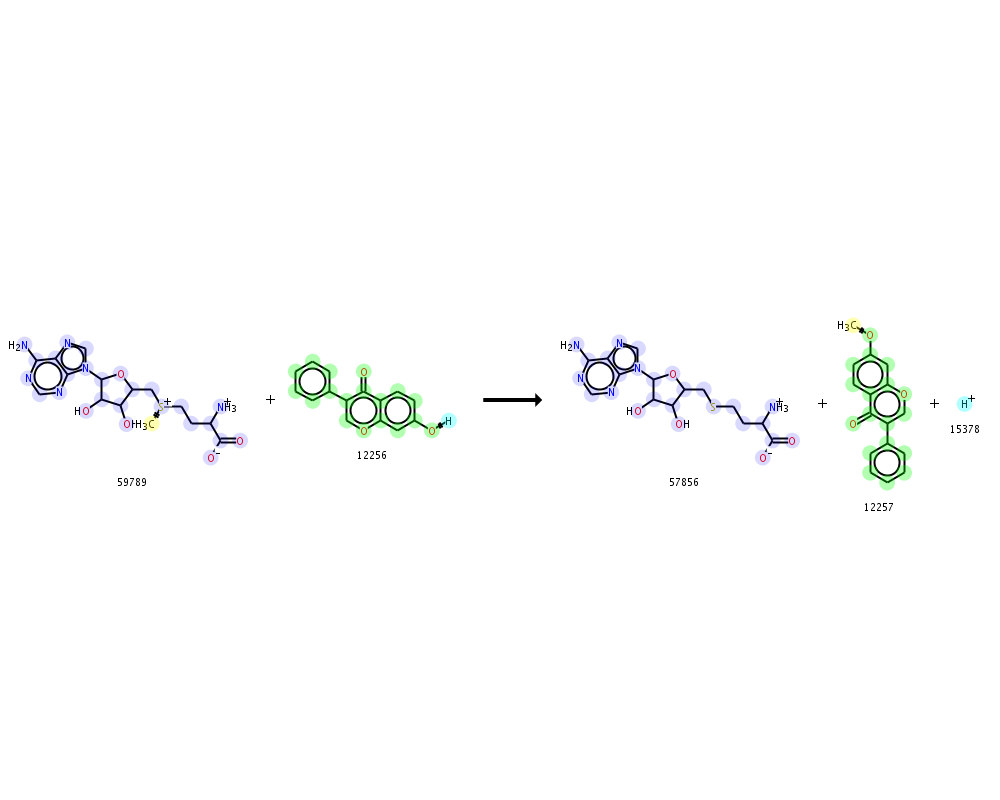 H2N N N N N O S+ NH3+ HO OH H3C O O-
59789
+
O O O H
12256
H2N N N N N O S NH3+ HO OH O O-
57856
+
H3C O O O
12257
+
H+
15378